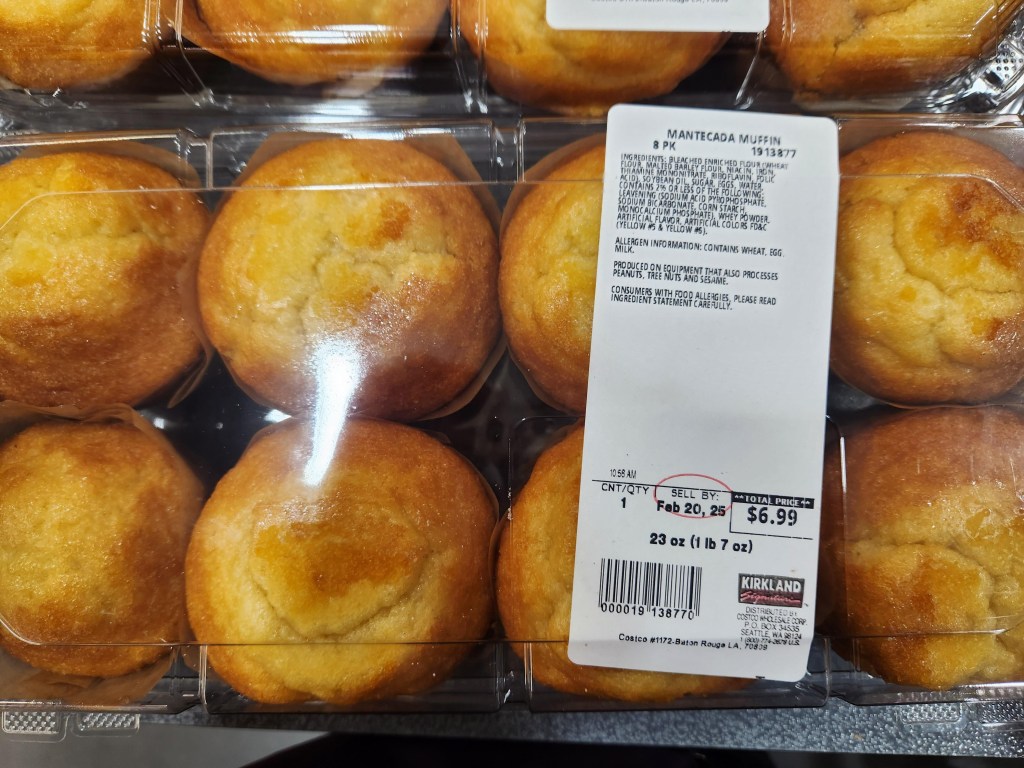 MANTECADA MUFFIN
8 PK 1913877
INGREDIENTS: BLEACHED ENRICHED FLOUR (WHEAT
FLOUR, MALTED BARLEY FLOUR, NIACIN, IRON,
THIAMINE MONONITRATE, RIBOFLAVIN, FOLIC
ACID), SOYBEAN OIL, SUGAR, EGGS, WATER,
CONTAINS 2% OR LESS OF THE FOLLOWING:
LEAVENING (SODIUM ACID PYROPHOSPHATE,
SODIUM BICARBONATE, CORN STARCH,
MONOCALCIUM PHOSPHATE), WHEY POWDER,
ARTIFICIAL FLAVOR, ARTIFICIAL COLORS FD&C
(YELLOW #5 & YELLOW #6).
ALLERGEN INFORMATION: CONTAINS WHEAT, EGG,
MILK.
PRODUCED ON EQUIPMENT THAT ALSO PROCESSES
PEANUTS, TREE NUTS AND SESAME.
CONSUMERS WITH FOOD ALLERGIES, PLEASE READ
INGREDIENT STATEMENT CAREFULLY.
10:58 AM
CNT/QTY SELL BY: **TOTAL PRICE**
1 Feb 20, 25 $6.99
23 oz (1 lb 7 oz)
000019 138770
KIRKLAND
Signature
DISTRIBUTED BY
COSTCO WHOLESALE CORP.
P.O. BOX 34535
SEATTLE, WA 98124
Costco #1172-Baton Rouge LA, 70809